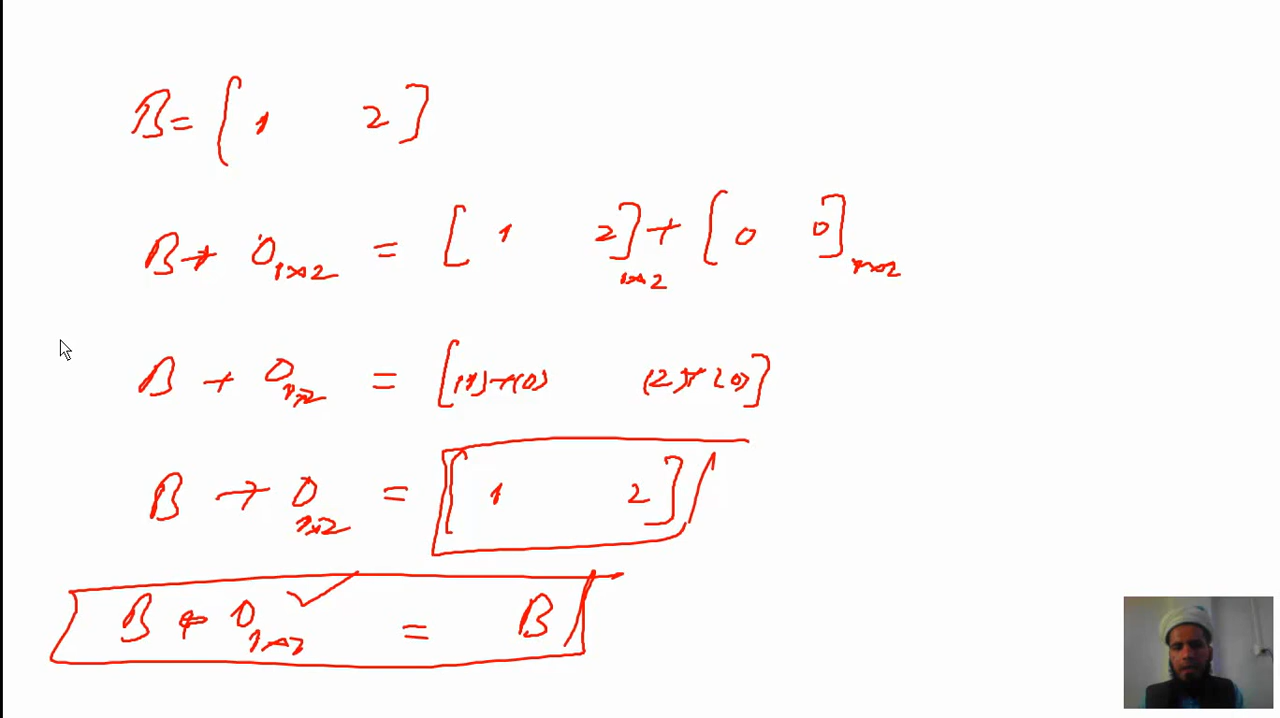 B = [1 2]
B + O1×2 = [1 2]1×2 + [0 0]1×2
B + O1×2 = [(1)+(0) (2)+(0)]
B + O1×2 = [1 2]
B + O1×2 = B